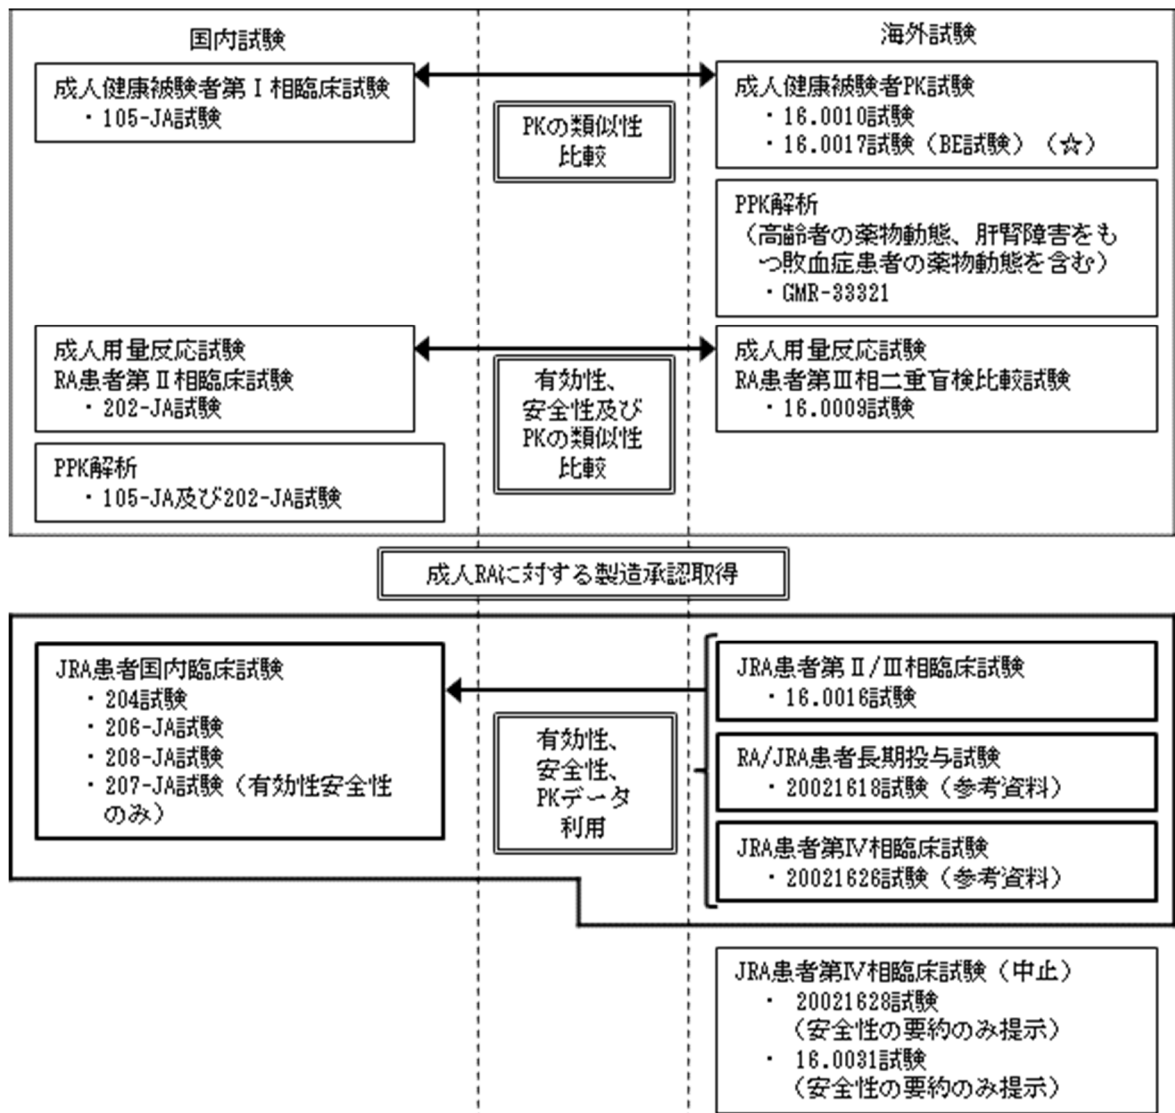 国内試験
海外試験
成人健康被験者第Ⅰ相臨床試験
・105-JA試験
PKの類似性
比較
成人健康被験者PK試験
・16.0010試験
・16.0017試験（BE試験）（☆）
PPK解析
（高齢者の薬物動態、肝腎障害をも
つ敗血症患者の薬物動態を含む）
・GMR-33321
成人用量反応試験
RA患者第Ⅱ相臨床試験
・202-JA試験
有効性、
安全性及び
PKの類似性
比較
成人用量反応試験
RA患者第Ⅲ相二重盲検比較試験
・16.0009試験
PPK解析
・105-JA及び202-JA試験
成人RAに対する製造承認取得
JRA患者国内臨床試験
・204試験
・206-JA試験
・208-JA試験
・207-JA試験（有効性安全性
のみ）
有効性、
安全性、
PKデータ
利用
JRA患者第Ⅱ/Ⅲ相臨床試験
・16.0016試験
RA/JRA患者長期投与試験
・20021618試験（参考資料）
JRA患者第Ⅳ相臨床試験
・20021626試験（参考資料）
JRA患者第Ⅳ相臨床試験（中止）
・ 20021628試験
（安全性の要約のみ提示）
・ 16.0031試験
（安全性の要約のみ提示）